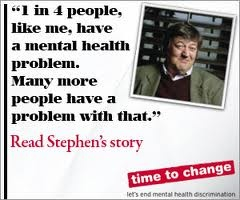 “1 in 4 people,
like me, have
a mental health
problem.
Many more
people have a
problem with that.”
Read Stephen’s story
time to change
let’s end mental health discrimination